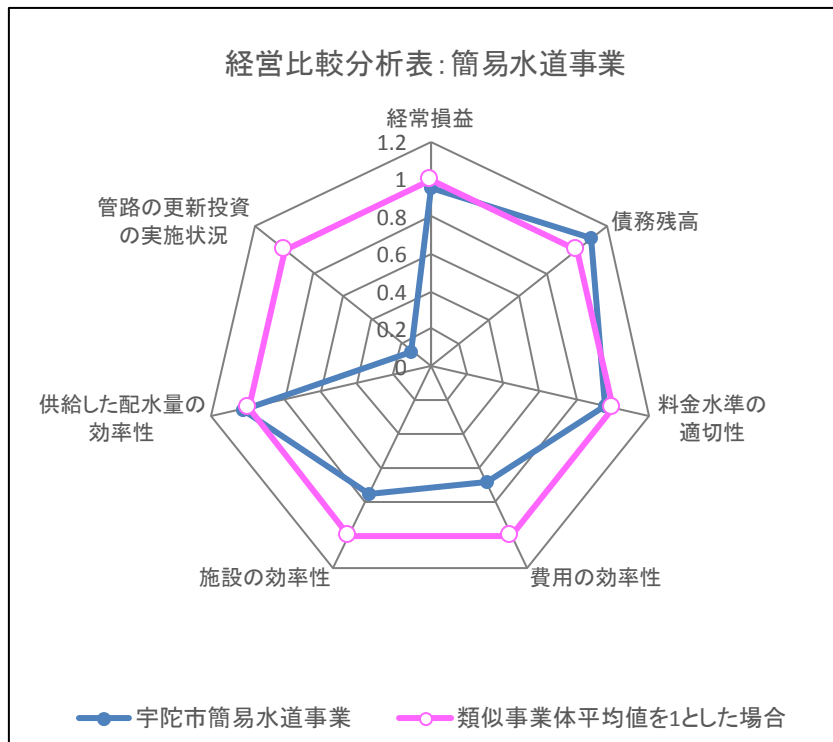 経営比較分析表：簡易水道事業
経常損益
1.2
1
0.8
0.6
0.4
0.2
0
債務残高
料金水準の
適切性
費用の効率性
施設の効率性
供給した配水量の
効率性
管路の更新投資
の実施状況
宇陀市簡易水道事業
類似事業体平均値を1とした場合